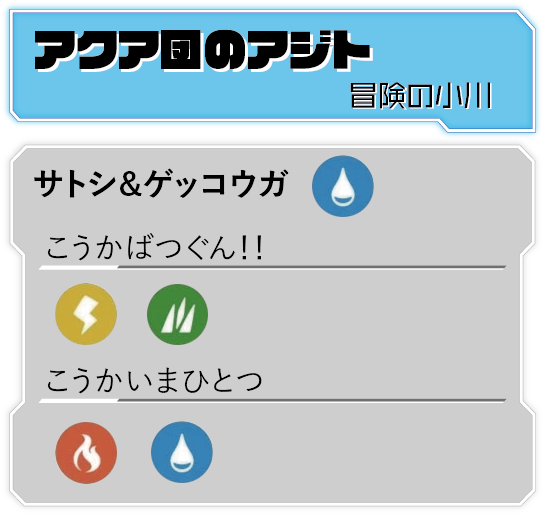 アクア団のアジト
冒険の小川
サトシ&ゲッコウガ
こうかばつぐん!!
こうかいまひとつ